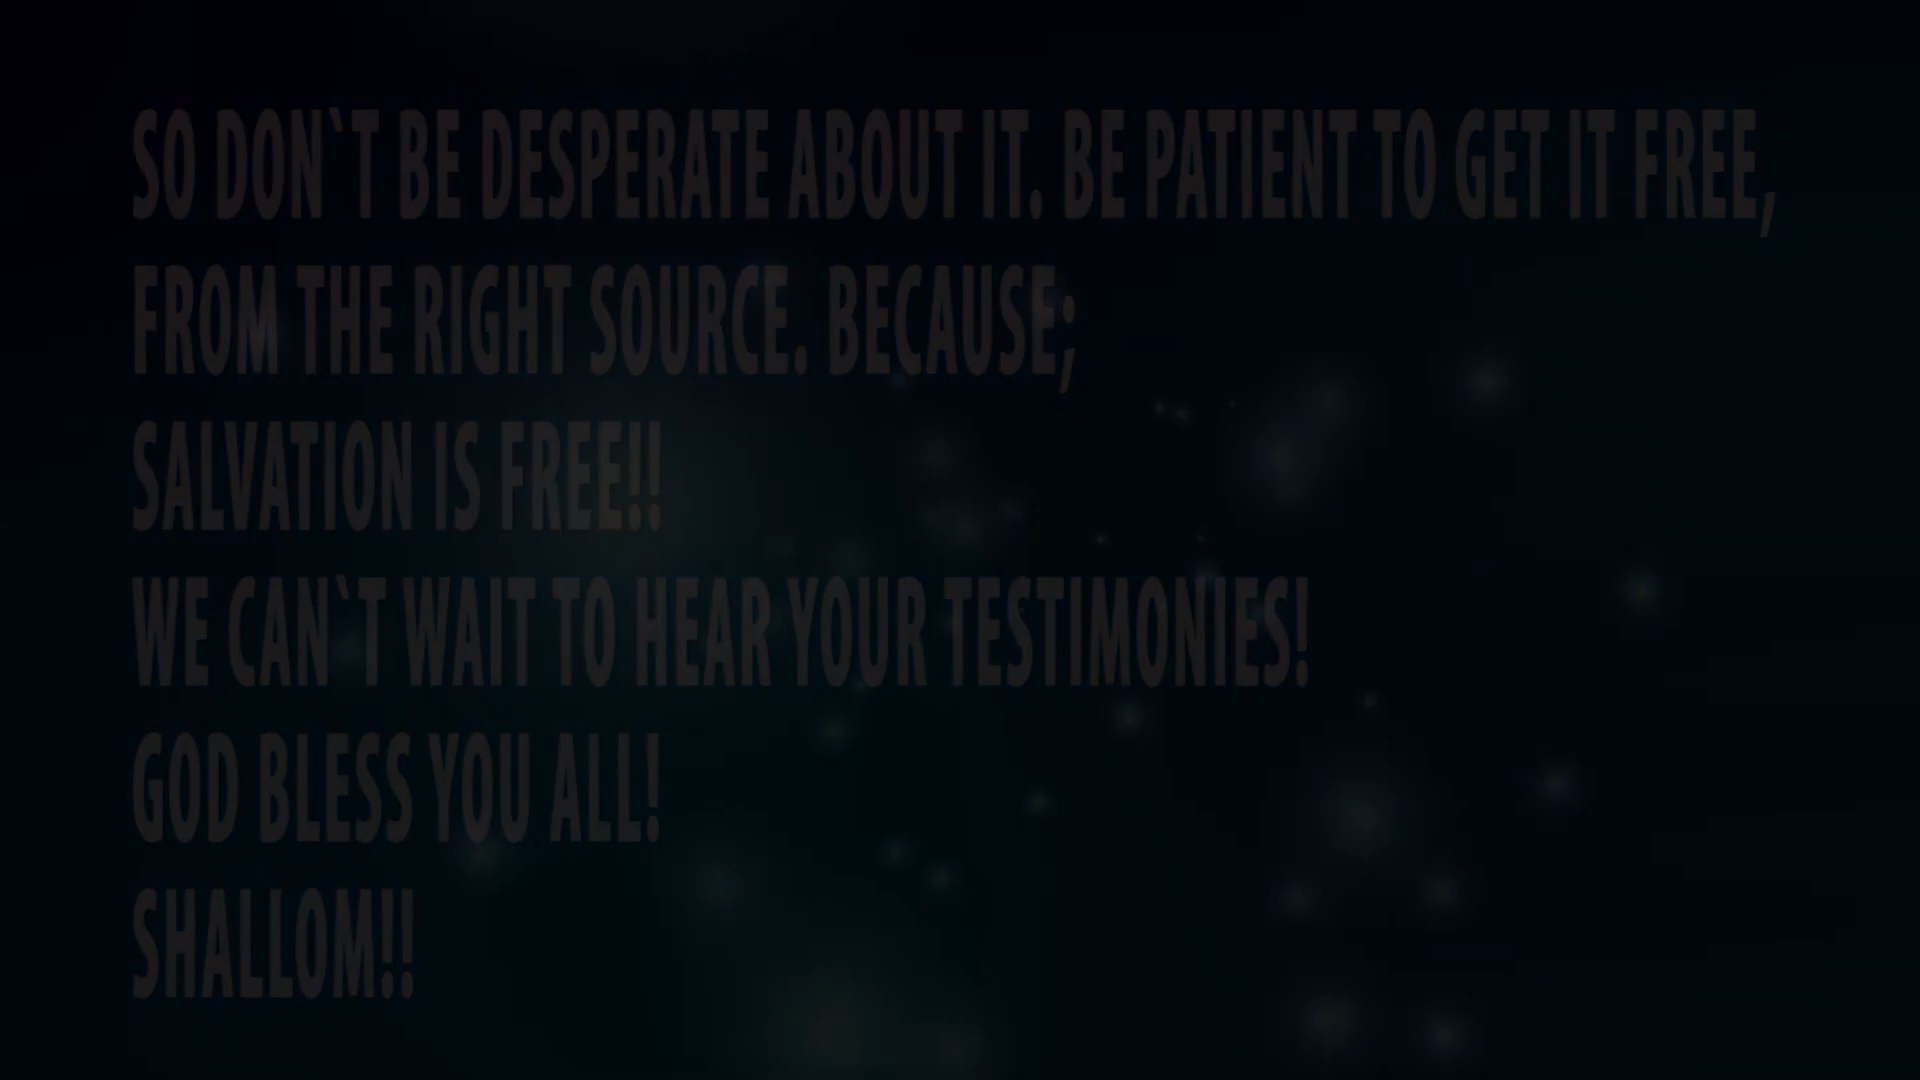 SO DON`T BE DESPERATE ABOUT IT. BE PATIENT TO GET IT FREE,
FROM THE RIGHT SOURCE. BECAUSE;
SALVATION IS FREE!!
WE CAN`T WAIT TO HEAR YOUR TESTIMONIES!
GOD BLESS YOU ALL!
SHALLOM!!